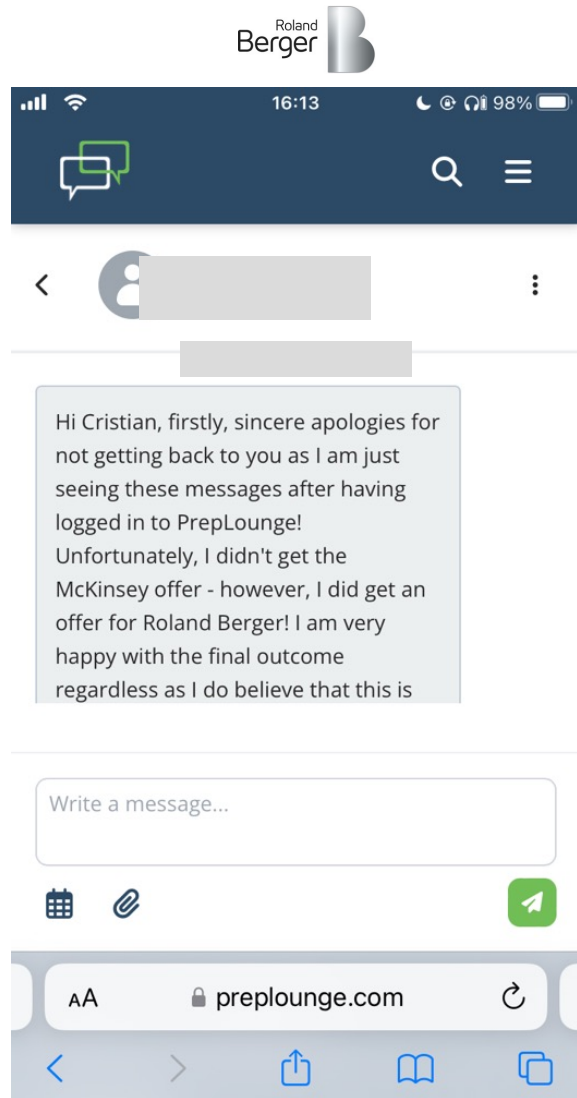 Roland
Berger
16:13
98%
Hi Cristian, firstly, sincere apologies for
not getting back to you as I am just
seeing these messages after having
logged in to PrepLounge!
Unfortunately, I didn't get the
McKinsey offer - however, I did get an
offer for Roland Berger! I am very
happy with the final outcome
regardless as I do believe that this is
Write a message...
AA
preplounge.com